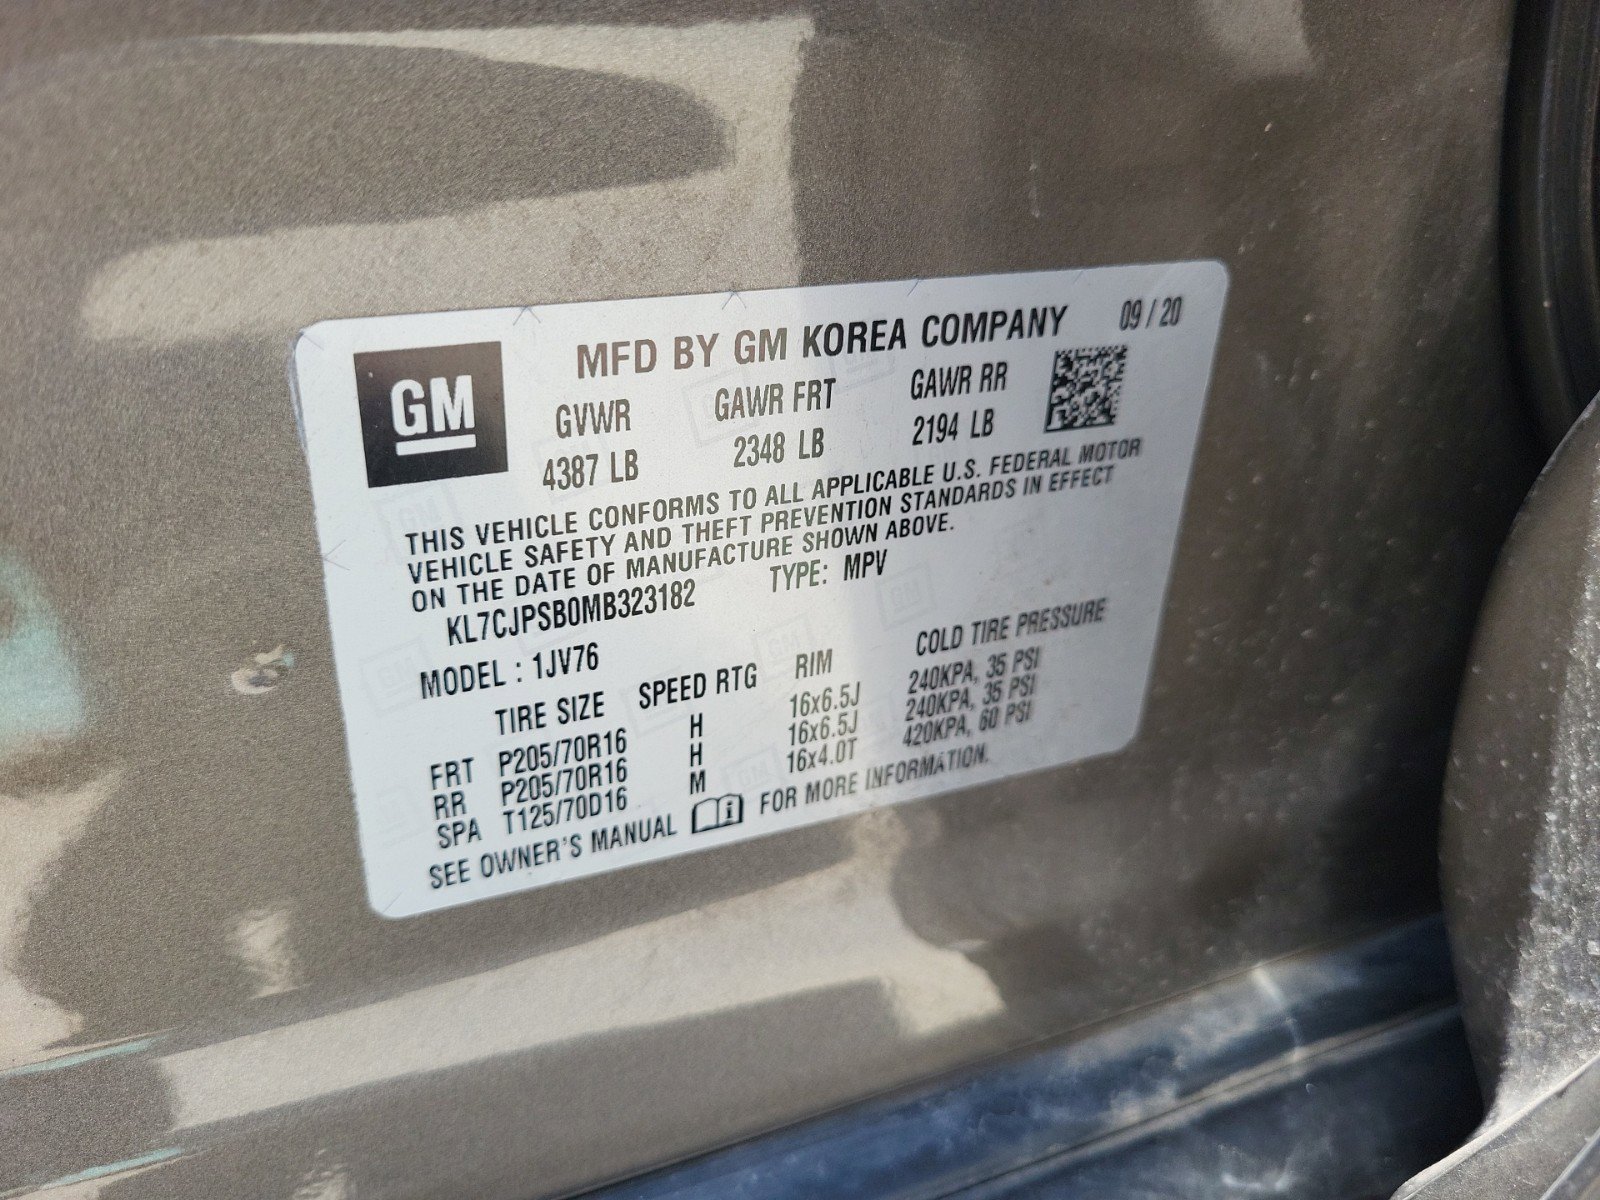 MFD BY GM KOREA COMPANY 09 / 20
GM
GVWR GAWR FRT GAWR RR
4387 LB 2348 LB 2194 LB
THIS VEHICLE CONFORMS TO ALL APPLICABLE U.S. FEDERAL MOTOR
VEHICLE SAFETY AND THEFT PREVENTION STANDARDS IN EFFECT
ON THE DATE OF MANUFACTURE SHOWN ABOVE.
KL7CJPSB0MB323182 TYPE: MPV
MODEL : 1JV76
TIRE SIZE SPEED RTG RIM COLD TIRE PRESSURE
FRT P205/70R16 H 16x6.5J 240KPA, 35 PSI
RR P205/70R16 H 16x6.5J 240KPA, 35 PSI
SPA T125/70D16 M 16x4.0T 420KPA, 60 PSI
SEE OWNER'S MANUAL FOR MORE INFORMATION.